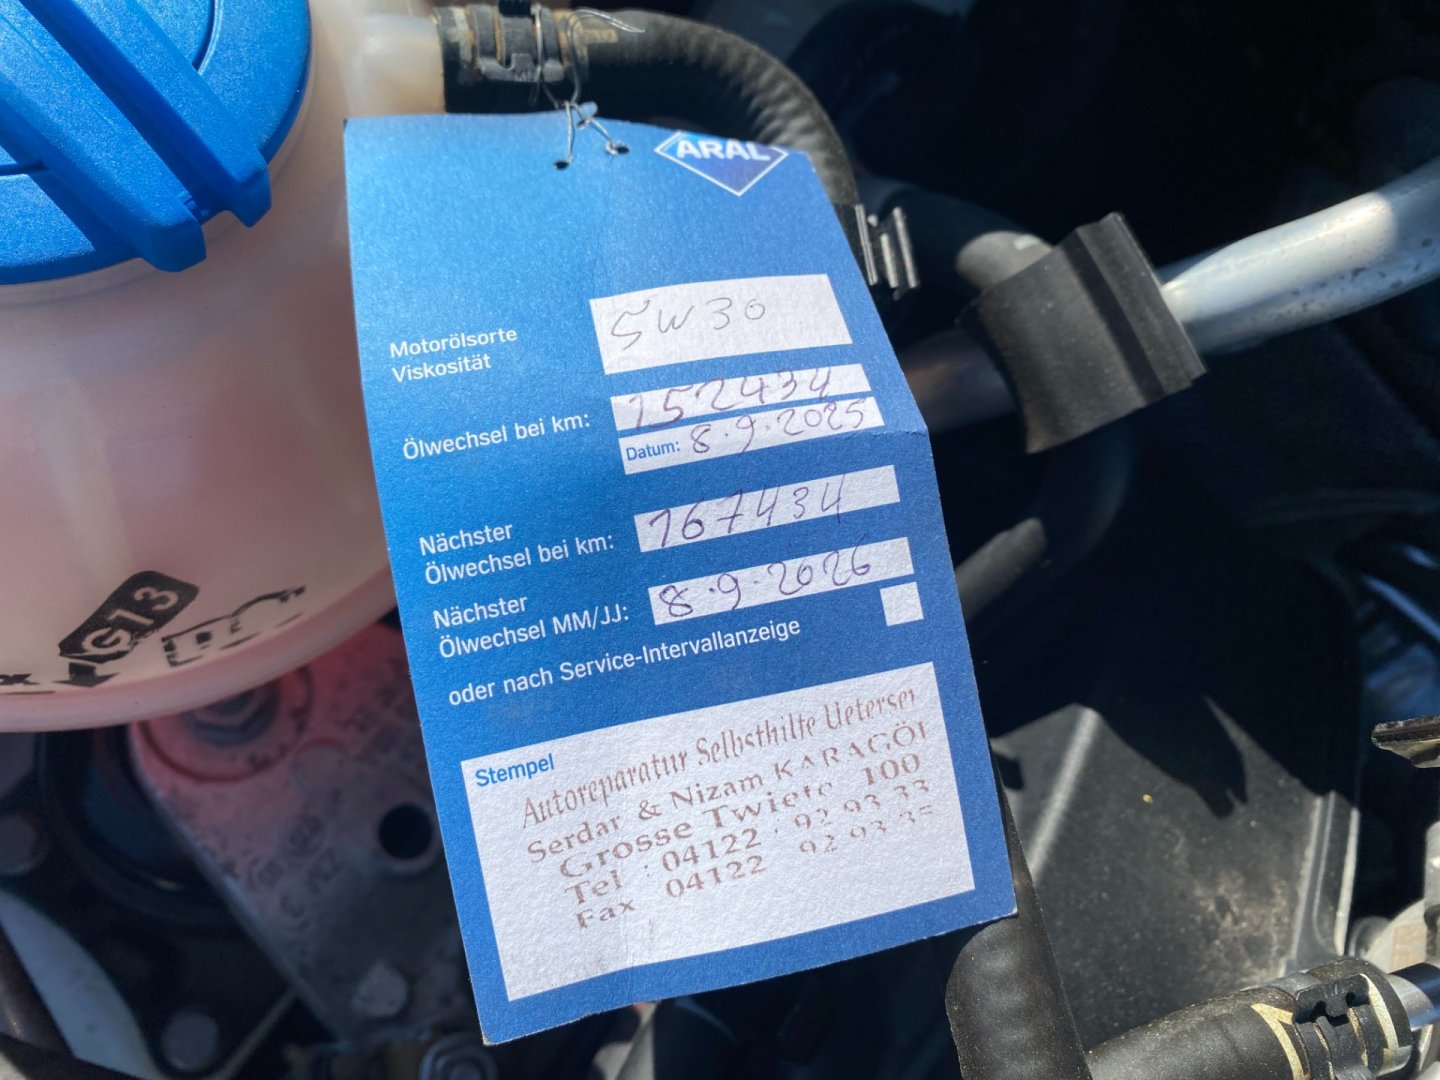 ARAL
Motorölsorte
Viskosität
5W30
Ölwechsel bei km: 152434
Datum: 8.9.2025
Nächster
Ölwechsel bei km: 167434
Nächster
Ölwechsel MM/JJ: 8.9.2026
oder nach Service-Intervallanzeige
Stempel
Autoreparatur Selbsthilfe Uetersen
Serdar & Nizam KARAGÖL
Grosse Twiete 100
Tel : 04122 92 93 33
Fax 04122 92 93 35
G73